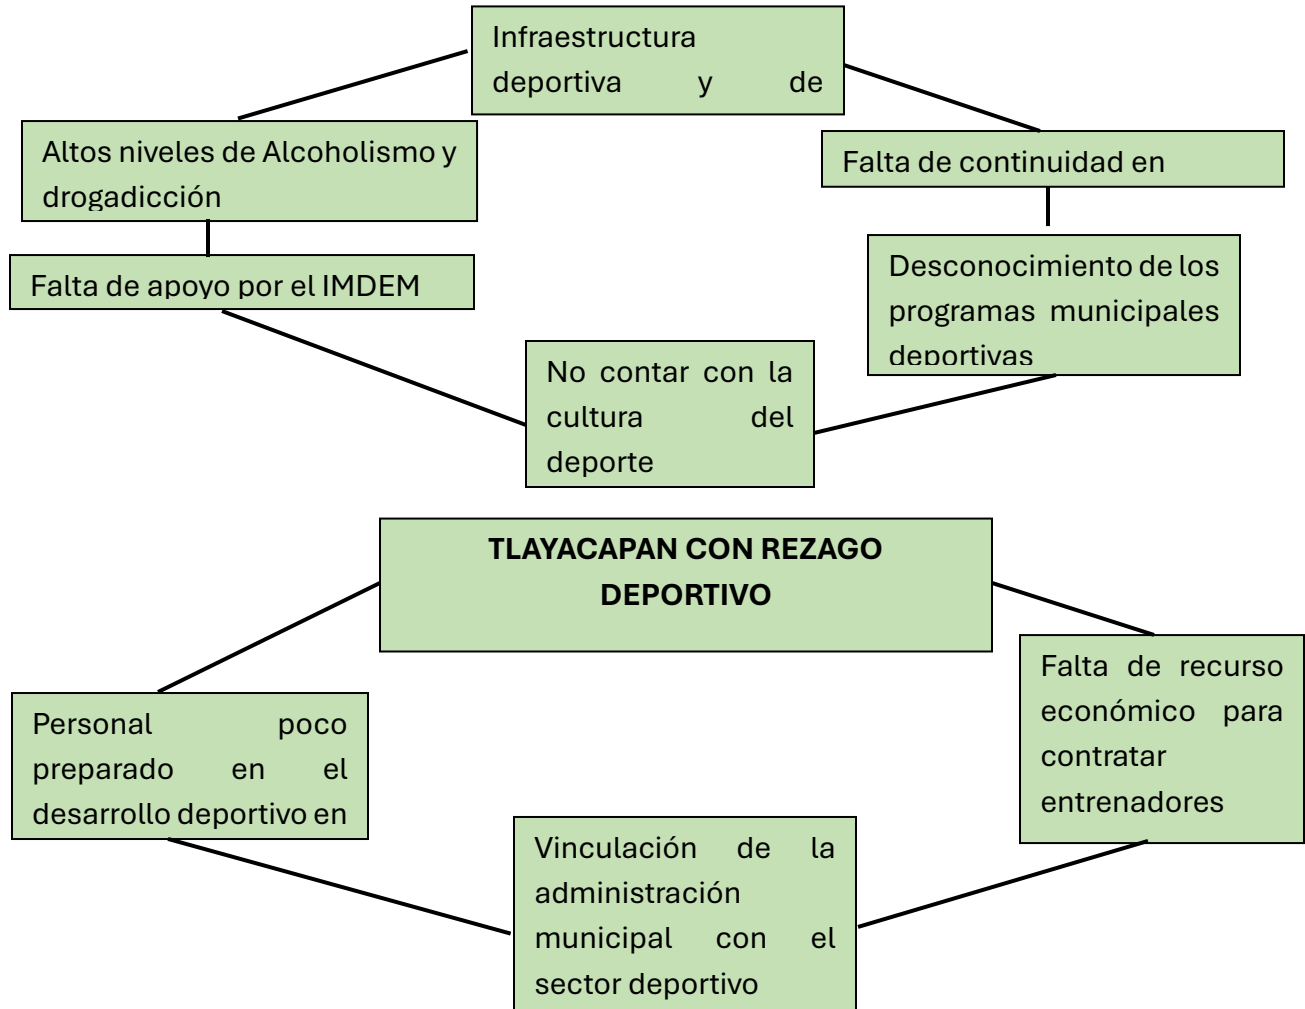 Infraestructura
deportiva y de
Altos niveles de Alcoholismo y
drogadicción
Falta de continuidad en
Falta de apoyo por el IMDEM
Desconocimiento de los
programas municipales
deportivas
No contar con la
cultura del
deporte
TLAYACAPAN CON REZAGO
DEPORTIVO
Personal poco
preparado en el
desarrollo deportivo en
Falta de recurso
económico para
contratar
entrenadores
Vinculación de la
administración
municipal con el
sector deportivo